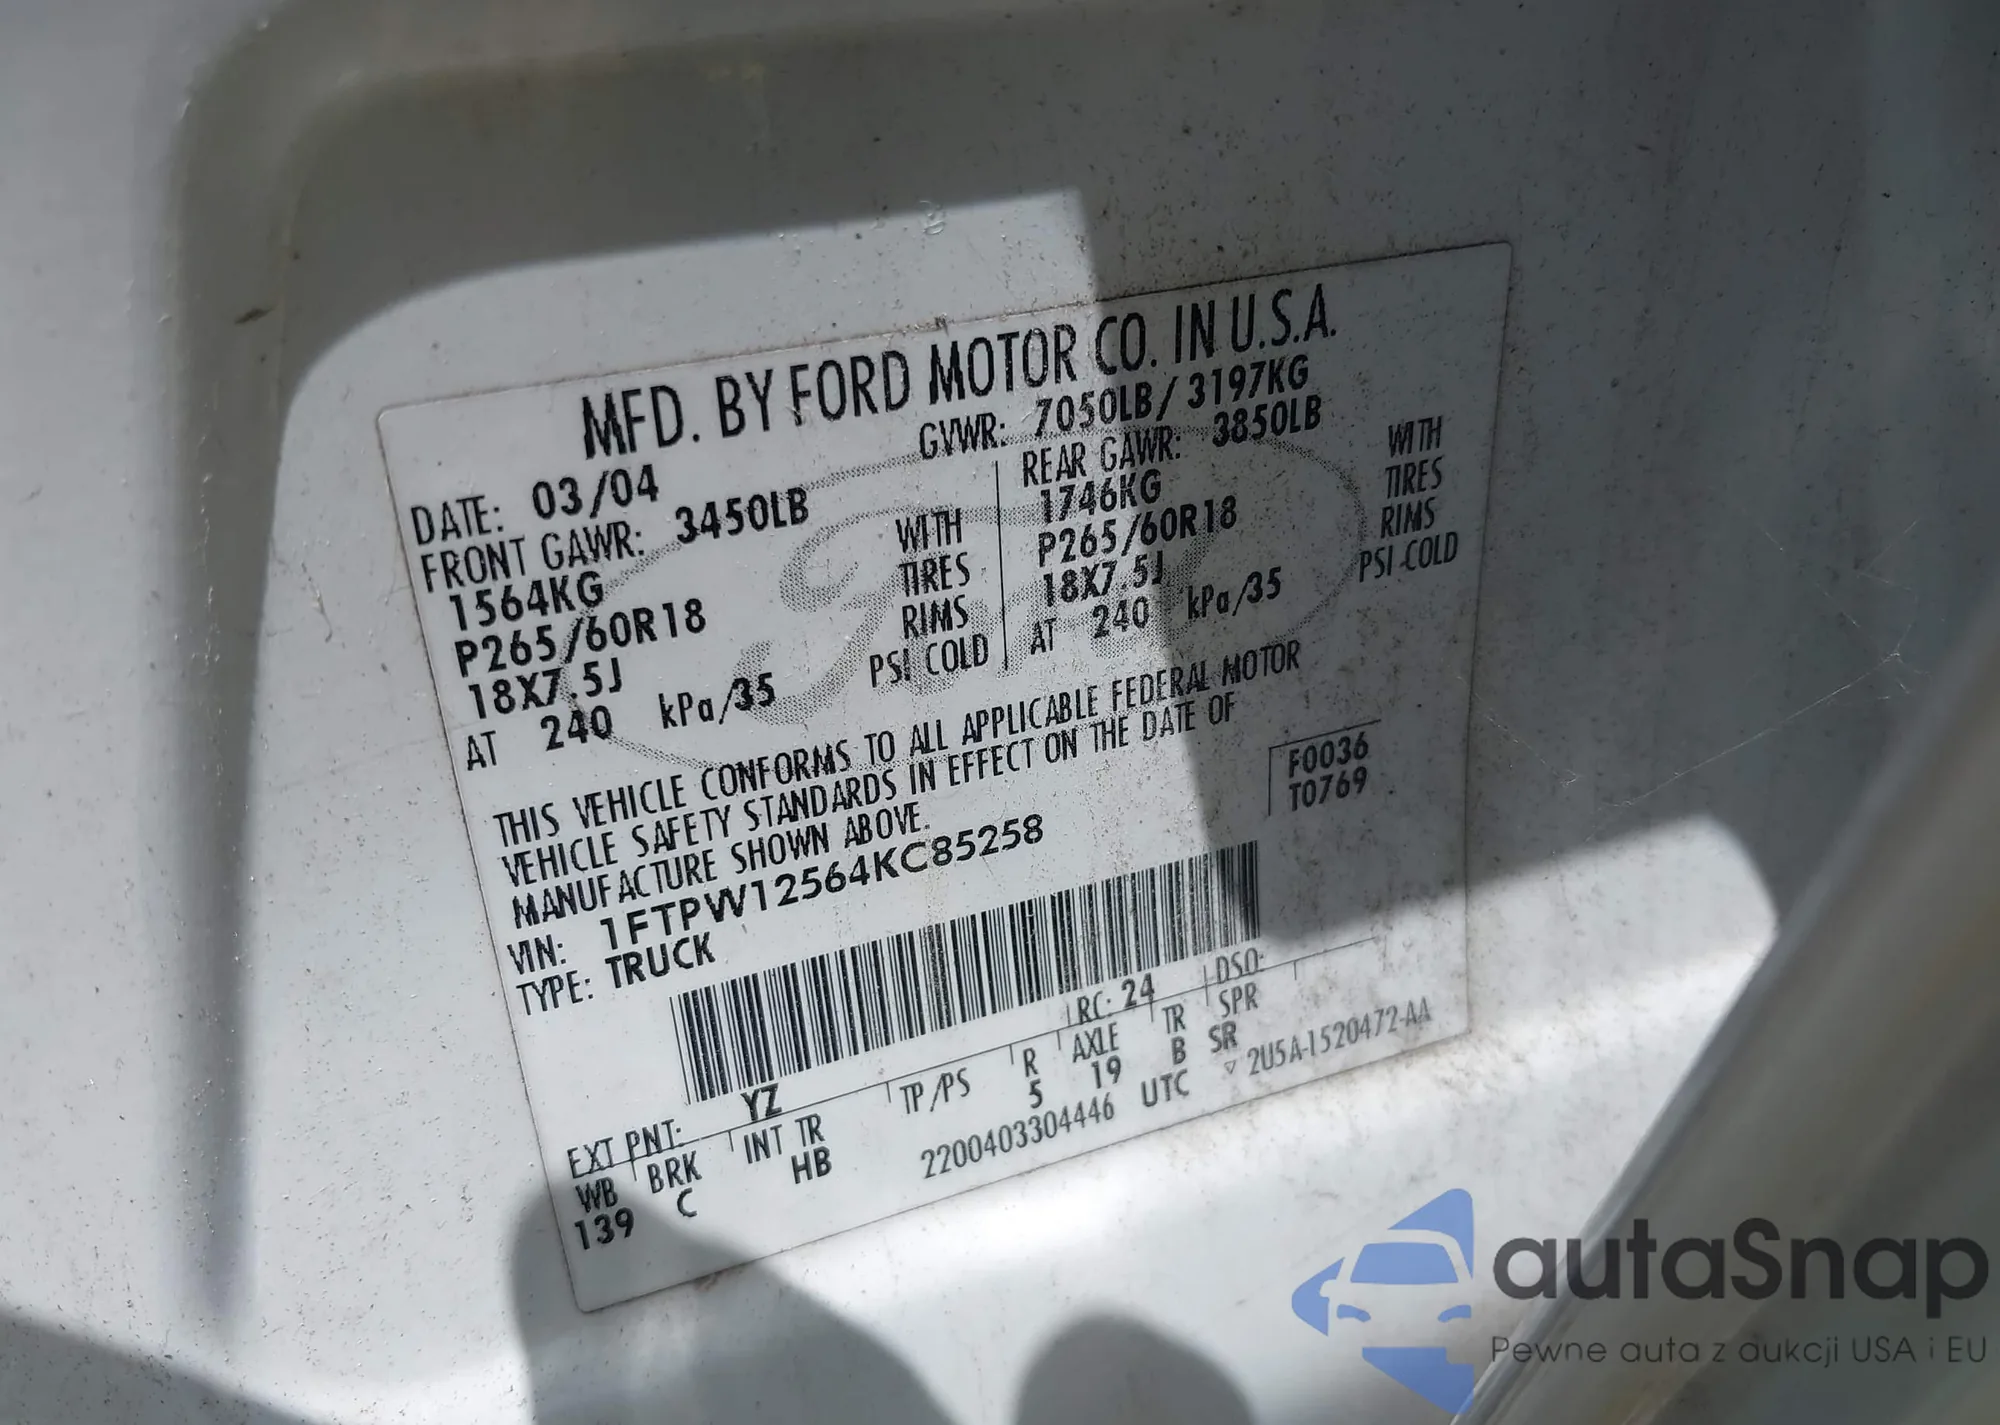 MFD. BY FORD MOTOR CO. IN U.S.A.
DATE: 03/04 GVWR: 7050LB / 3197KG
FRONT GAWR: 3450LB REAR GAWR: 3850LB
1564KG WITH 1746KG WITH
P265/60R18 TIRES P265/60R18 TIRES
18X7.5J RIMS 18X7.5J RIMS
AT 240 kPa/35 PSI COLD AT 240 kPa/35 PSI COLD
THIS VEHICLE CONFORMS TO ALL APPLICABLE FEDERAL MOTOR
VEHICLE SAFETY STANDARDS IN EFFECT ON THE DATE OF
MANUFACTURE SHOWN ABOVE.
F0036
T0769
VIN: 1FTPW12564KC85258
TYPE: TRUCK
EXT PNT: YZ RC: 24 DSO:
WB BRK INT TR TP/PS R AXLE TR SPR
139 C HB 5 19 B SR
2200403304446 UTC ▽ 2U5A-1520472-AA
Ford
autaSnap
Pewne auta z aukcji USA i EU